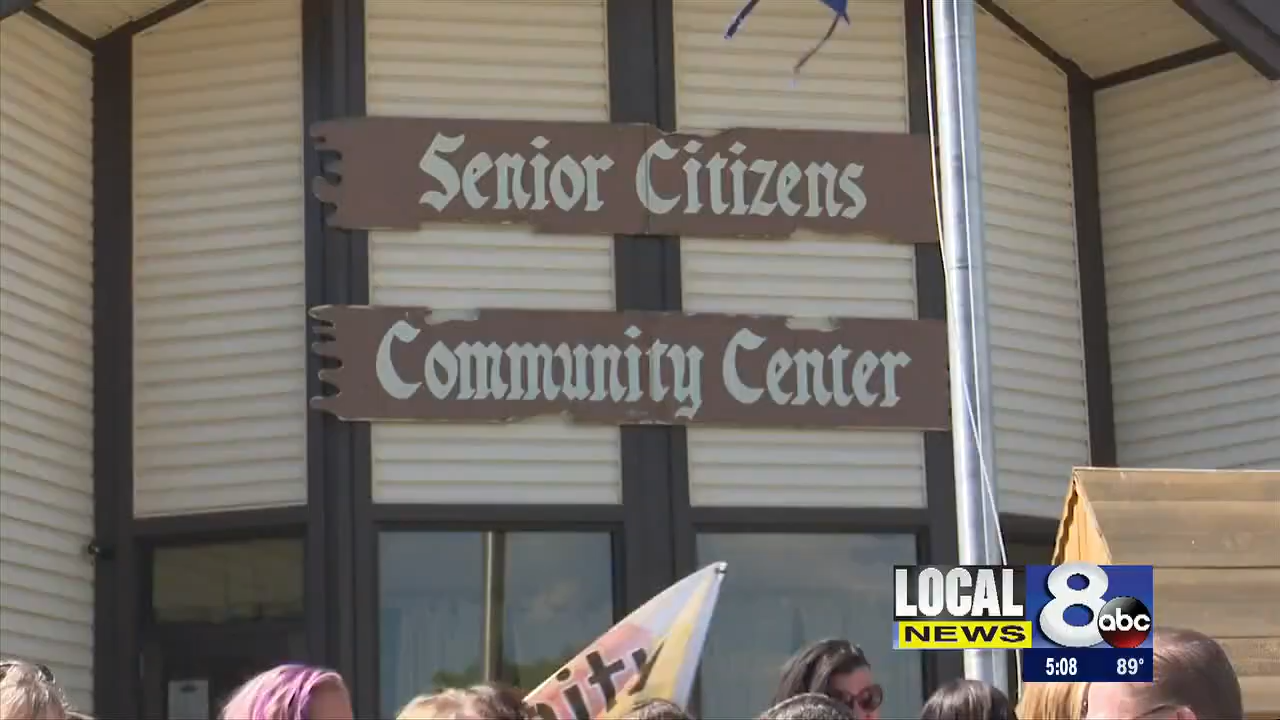 Senior Citizens
Community Center
LOCAL
NEWS
8
abc
5:08 89°